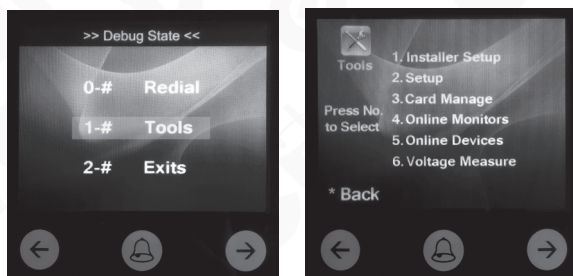 >> Debug State <<
0-# Redial
1-# Tools
2-# Exits
Tools
Press No.
to Select
1. Installer Setup
2. Setup
3. Card Manage
4. Online Monitors
5. Online Devices
6. Voltage Measure
* Back